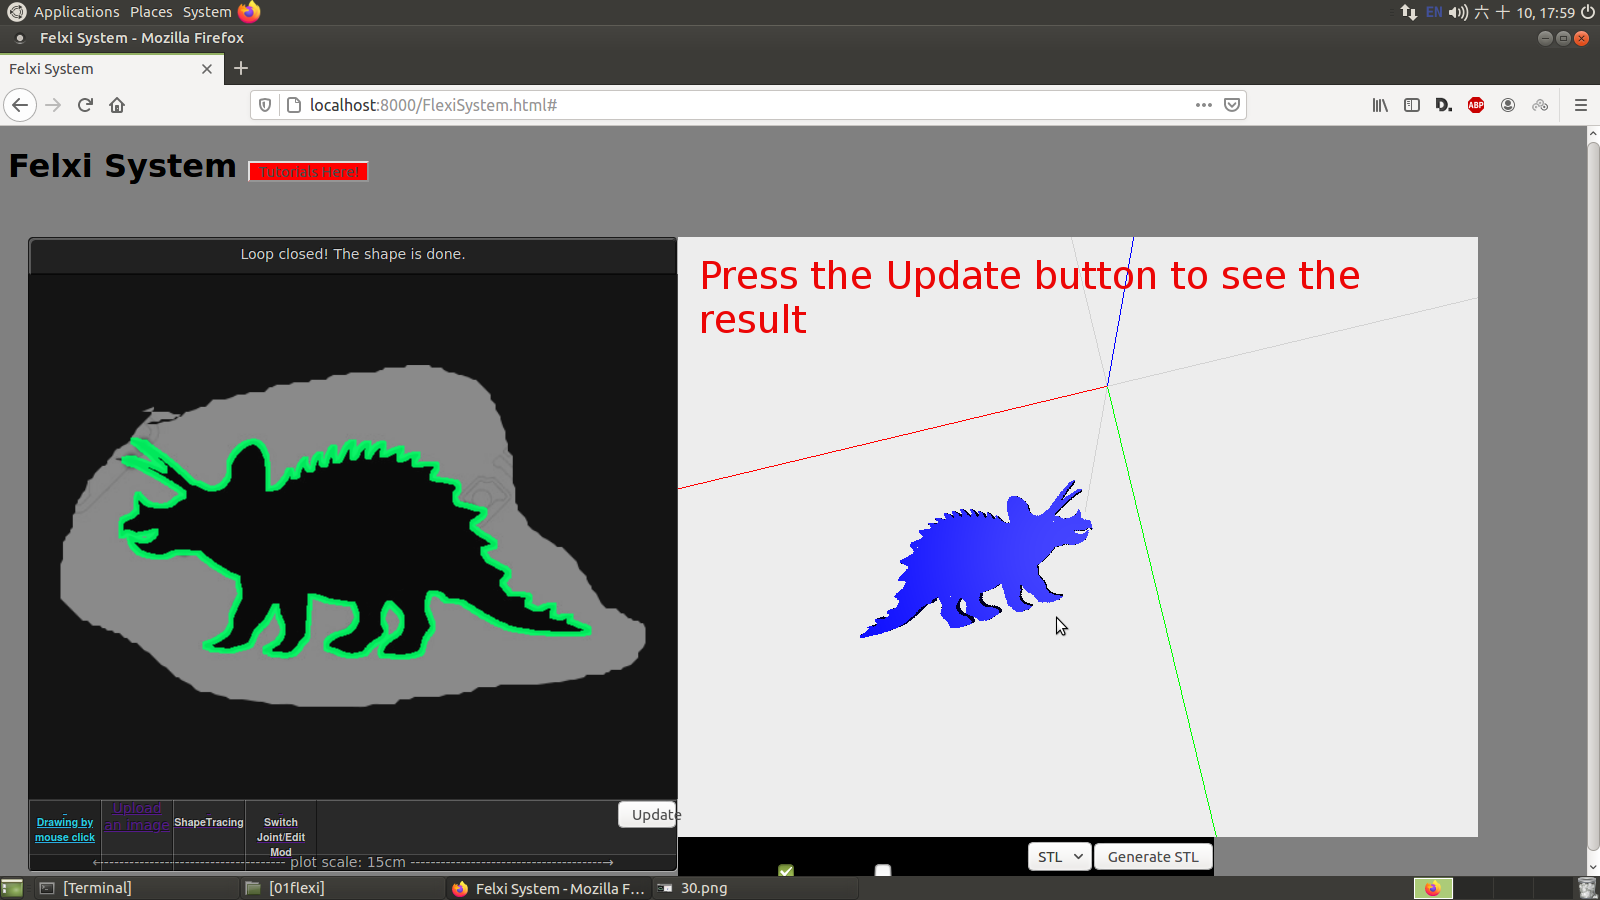 Applications Places System
EN 六 十 10, 17:59
Felxi System - Mozilla Firefox
Felxi System
localhost:8000/FlexiSystem.html#
D.
ABP
Felxi System Tutorials Here!
Loop closed! The shape is done.
Press the Update button to see the
result
Drawing by
mouse click
Upload
an image
ShapeTracing
Switch
Joint/Edit
Mod
Update
plot scale: 15cm
STL
Generate STL
[Terminal]
[01flexi]
Felxi System - Mozilla F...
30.png